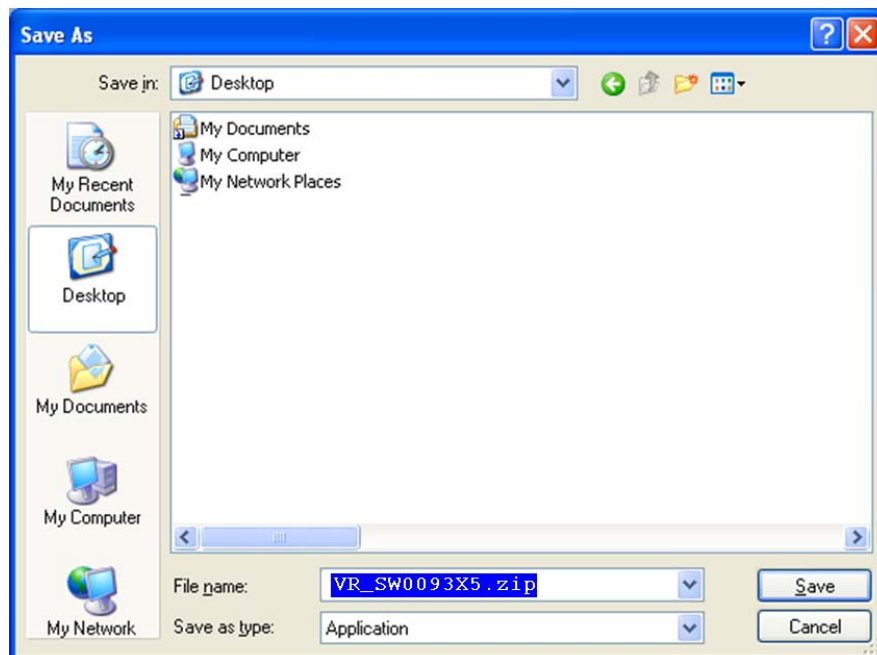 Save As
Save in:
Desktop
My Documents
My Computer
My Network Places
My Recent
Documents
Desktop
My Documents
My Computer
My Network
File name:
VR_SW0093X5.zip
Save
Save as type:
Application
Cancel